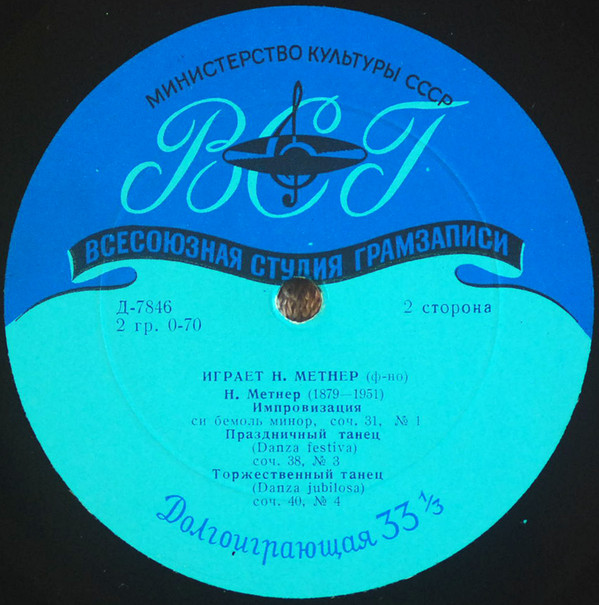 МИНИСТЕРСТВО КУЛЬТУРЫ СССР
ВСГ
ВСЕСОЮЗНАЯ СТУДИЯ ГРАМЗАПИСИ
Д-7846
2 гр. 0-70
2 сторона
ИГРАЕТ Н. МЕТНЕР (ф-но)
Н. Метнер (1879—1951)
Импровизация
си бемоль минор, соч. 31, № 1
Праздничный танец
(Danza festiva)
соч. 38, № 3
Торжественный танец
(Danza jubilosa)
соч. 40, № 4
Долгоиграющая 33 1/3